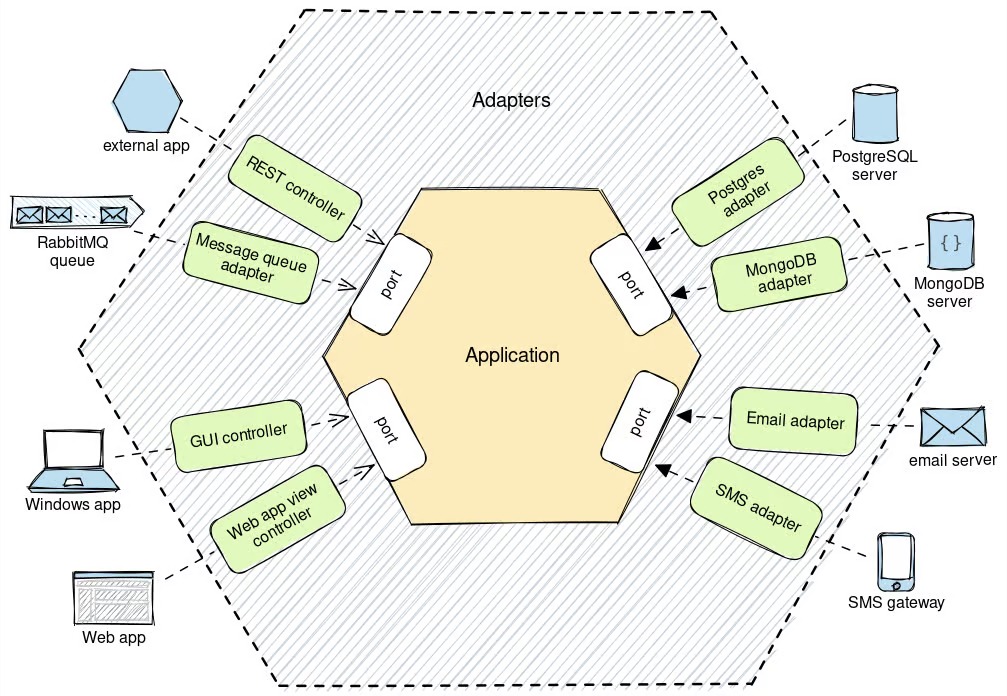 Adapters
external app
REST controller
RabbitMQ
queue
Message queue
adapter
port
GUI controller
Windows app
Web app view
controller
Web app
port
Application
PostgreSQL
server
Postgres
adapter
MongoDB
server
{ }
MongoDB
adapter
port
Email adapter
email server
SMS adapter
SMS gateway
port